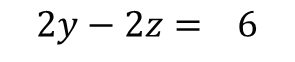 2y − 2z = 6